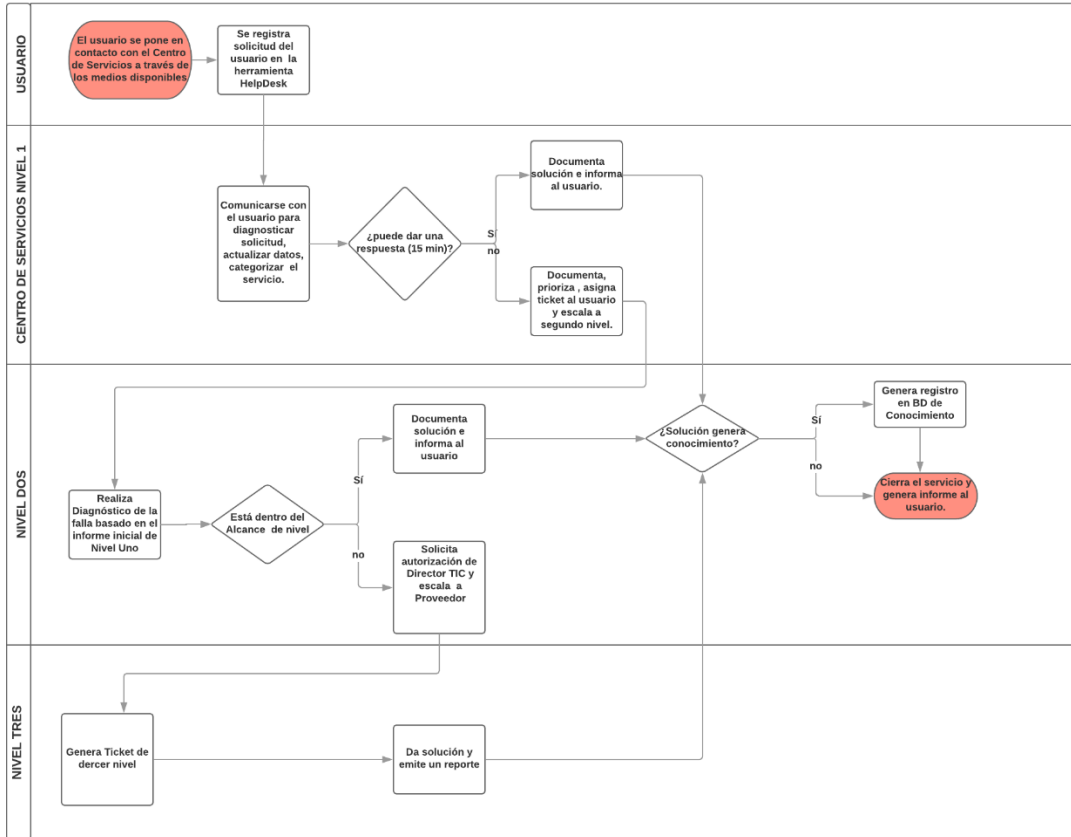 USUARIO
El usuario se pone en
contacto con el Centro
de Servicios a través de
los medios disponibles
Se registra
solicitud del
usuario en la
herramienta
HelpDesk
CENTRO DE SERVICIOS NIVEL 1
Comunicarse con
el usuario para
diagnosticar
solicitud,
actualizar datos,
categorizar el
servicio.
¿puede dar una
respuesta (15 min)?
Sí
no
Documenta
solución e informa
al usuario.
Documenta,
prioriza , asigna
ticket al usuario
y escala a
segundo nivel.
NIVEL DOS
Realiza
Diagnóstico de la
falla basado en el
informe inicial de
Nivel Uno
Está dentro del
Alcance de nivel
Sí
no
Documenta
solución e
informa al
usuario
Solicita
autorización de
Director TIC y
escala a
Proveedor
¿Solución genera
conocimiento?
Sí
no
Genera registro
en BD de
Conocimiento
Cierra el servicio y
genera informe al
usuario.
NIVEL TRES
Genera Ticket de
dercer nivel
Da solución y
emite un reporte